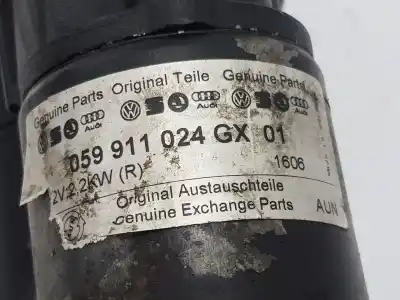 Genuine Parts Original Teile Genuine Parts
Audi Audi
059 911 024 GX 01
2V 2,2KW (R) 1606
Original Austauschteile
Genuine Exchange Parts AUN